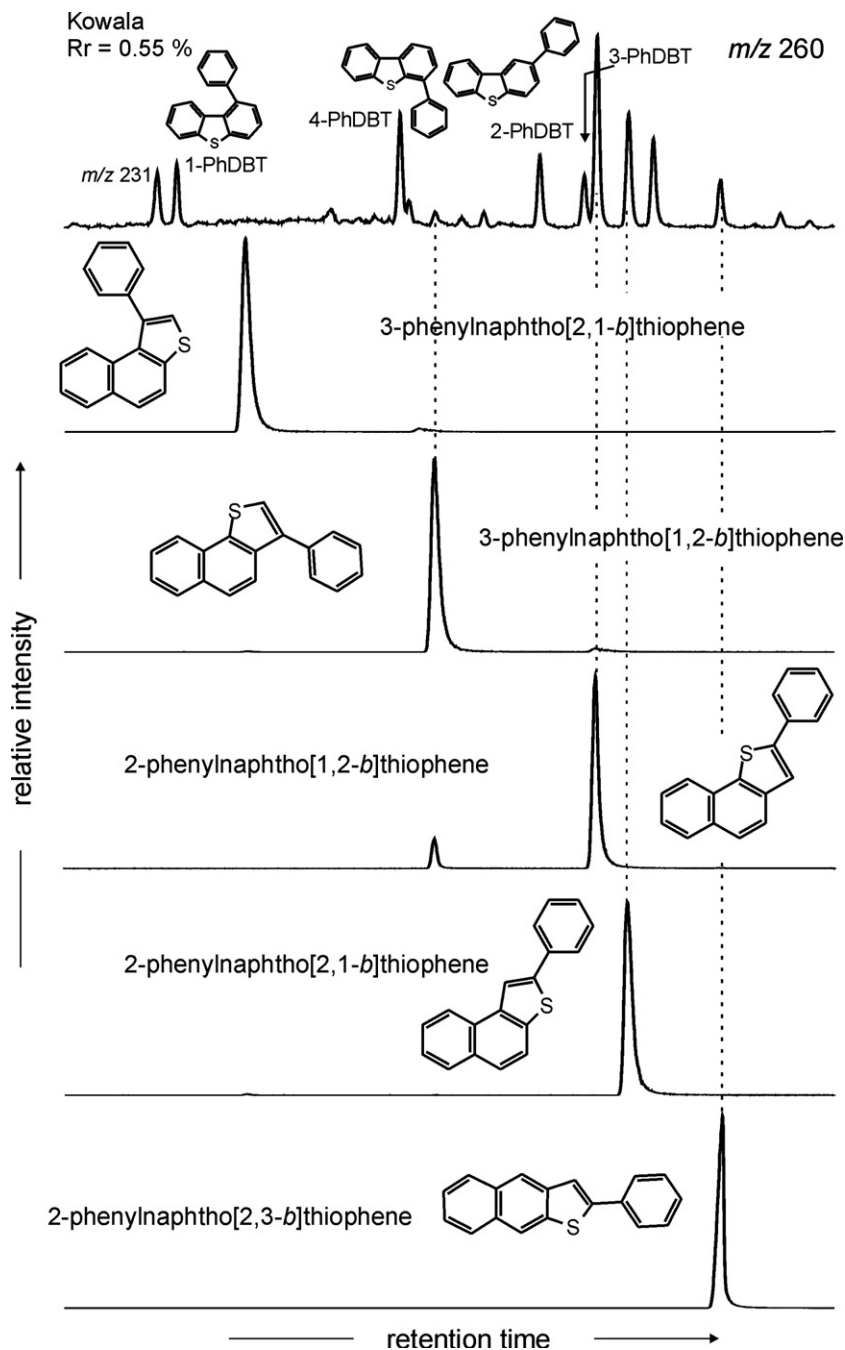 Kowala
Rr = 0.55 %
m/z 260
3-PhDBT
4-PhDBT
2-PhDBT
m/z 231
1-PhDBT
S
S
S
3-phenylnaphtho[2,1-b]thiophene
S
S
3-phenylnaphtho[1,2-b]thiophene
2-phenylnaphtho[1,2-b]thiophene
S
2-phenylnaphtho[2,1-b]thiophene
S
2-phenylnaphtho[2,3-b]thiophene
S
relative intensity
retention time